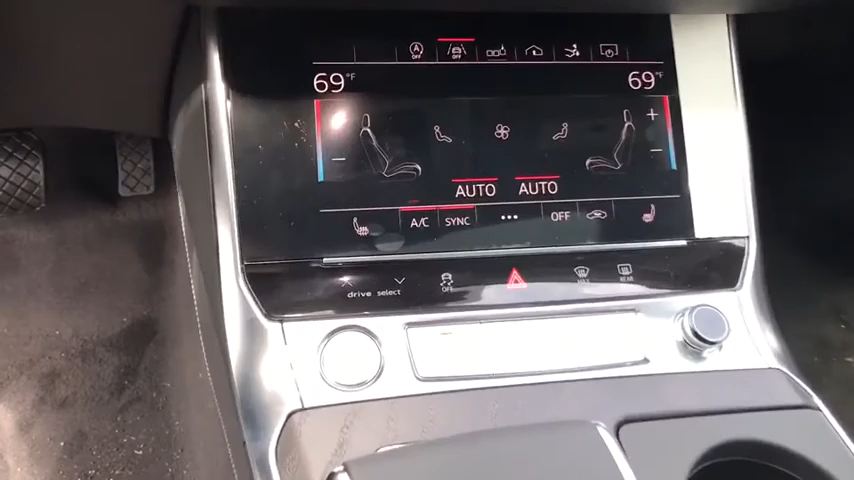 OFF OFF
69°F 69°F
+
− −
AUTO AUTO
A/C SYNC ••• OFF
drive select OFF MAX REAR